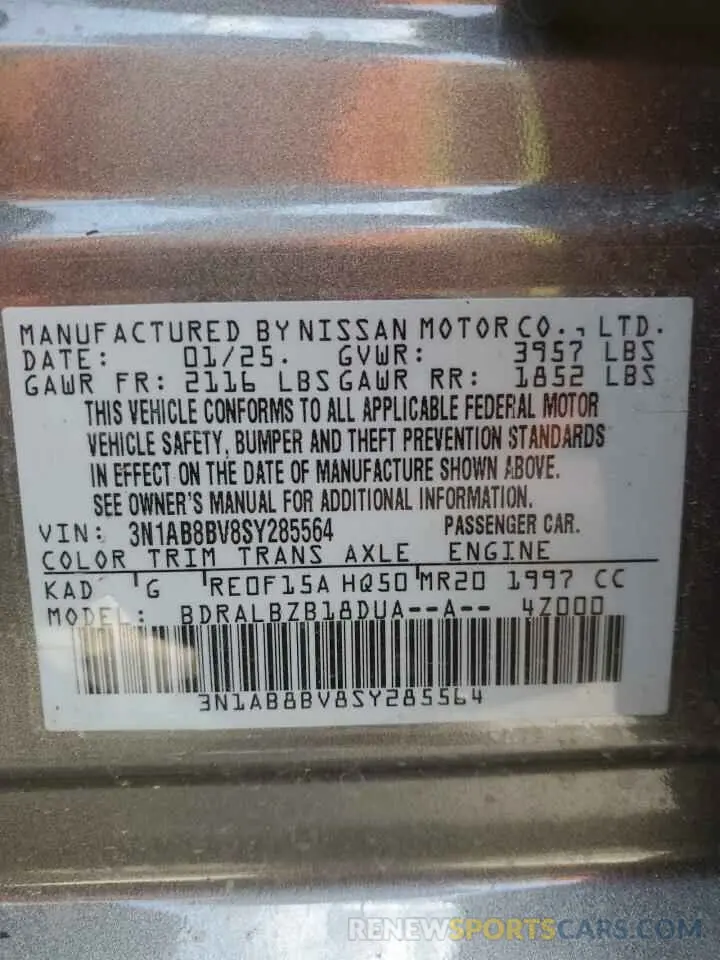 MANUFACTURED BY NISSAN MOTOR CO., LTD.
DATE: 01/25. GVWR: 3957 LBS
GAWR FR: 2116 LBS GAWR RR: 1852 LBS
THIS VEHICLE CONFORMS TO ALL APPLICABLE FEDERAL MOTOR
VEHICLE SAFETY, BUMPER AND THEFT PREVENTION STANDARDS
IN EFFECT ON THE DATE OF MANUFACTURE SHOWN ABOVE.
SEE OWNER'S MANUAL FOR ADDITIONAL INFORMATION.
VIN: 3N1AB8BV8SY285564 PASSENGER CAR.
COLOR TRIM TRANS AXLE ENGINE
KAD G RE0F15A HQ50 MR20 1997 CC
MODEL: BDRALBZB18DUA--A-- 4Z000
3N1AB8BV8SY285564
RENEWSPORTSCARS.COM